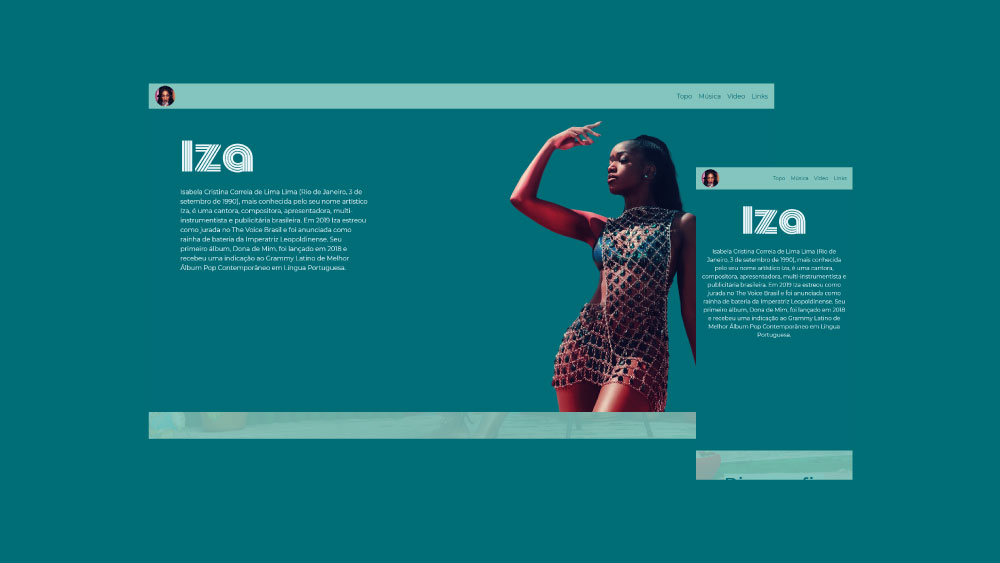 Topo Música Video Links
Iza
Isabela Cristina Correia de Lima Lima (Rio de Janeiro, 3 de
setembro de 1990), mais conhecida pelo seu nome artístico
Iza, é uma cantora, compositora, apresentadora, multi-
instrumentista e publicitária brasileira. Em 2019 Iza estreou
como jurada no The Voice Brasil e foi anunciada como
rainha de bateria da Imperatriz Leopoldinense. Seu
primeiro álbum, Dona de Mim, foi lançado em 2018 e
recebeu uma indicação ao Grammy Latino de Melhor
Álbum Pop Contemporâneo em Língua Portuguesa.
Topo Música Video Links
Iza
Isabela Cristina Correia de Lima Lima (Rio de
Janeiro, 3 de setembro de 1990), mais conhecida
pelo seu nome artístico Iza, é uma cantora,
compositora, apresentadora, multi-instrumentista e
publicitária brasileira. Em 2019 Iza estreou como
jurada no The Voice Brasil e foi anunciada como
rainha de bateria da Imperatriz Leopoldinense. Seu
primeiro álbum, Dona de Mim, foi lançado em 2018
e recebeu uma indicação ao Grammy Latino de
Melhor Álbum Pop Contemporâneo em Língua
Portuguesa.